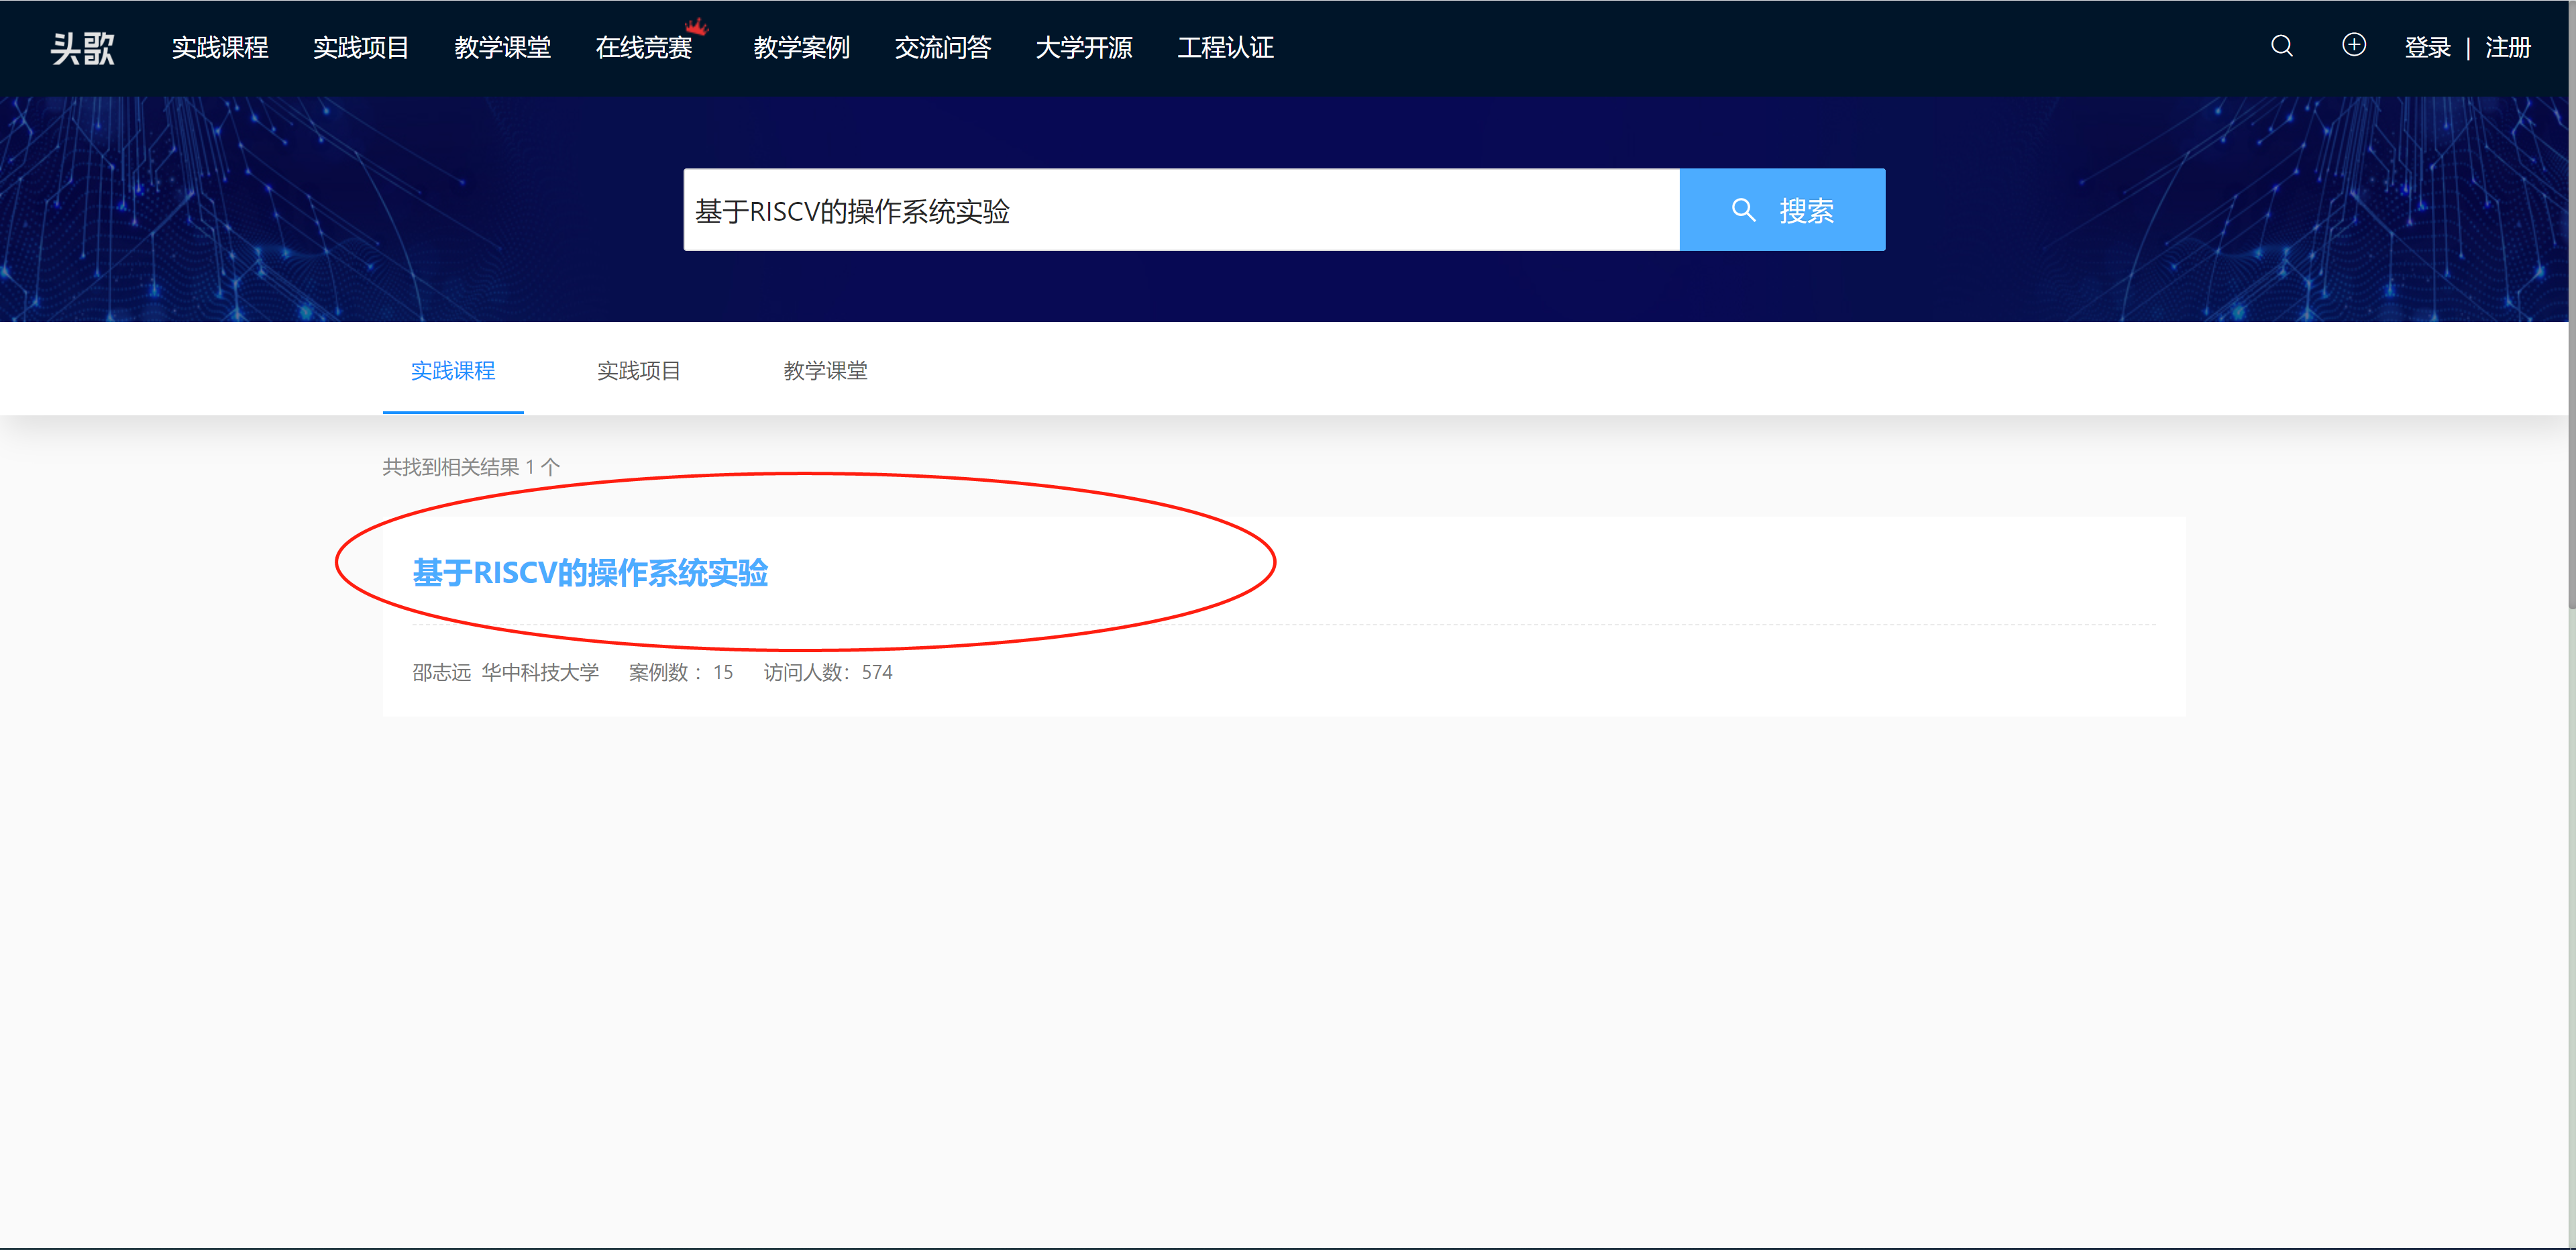 头歌 实践课程 实践项目 教学课堂 在线竞赛 教学案例 交流问答 大学开源 工程认证 登录 | 注册
基于RISCV的操作系统实验 搜索
实践课程 实践项目 教学课堂
共找到相关结果 1 个
基于RISCV的操作系统实验
邵志远 华中科技大学 案例数 : 15 访问人数: 574